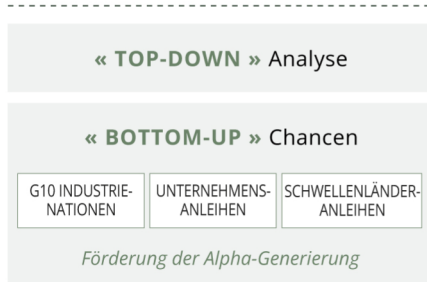 « TOP-DOWN » Analyse
« BOTTOM-UP » Chancen
G10 INDUSTRIE-
NATIONEN
UNTERNEHMENS-
ANLEIHEN
SCHWELLENLÄNDER-
ANLEIHEN
Förderung der Alpha-Generierung